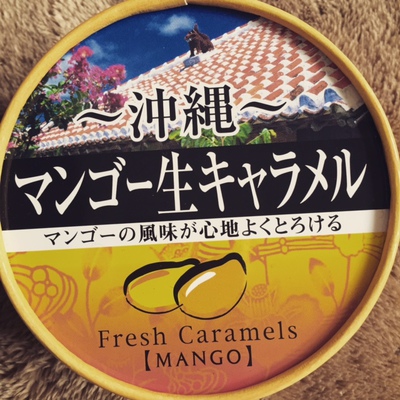 ～沖縄～
マンゴー生キャラメル
マンゴーの風味が心地よくとろける
Fresh Caramels
【MANGO】